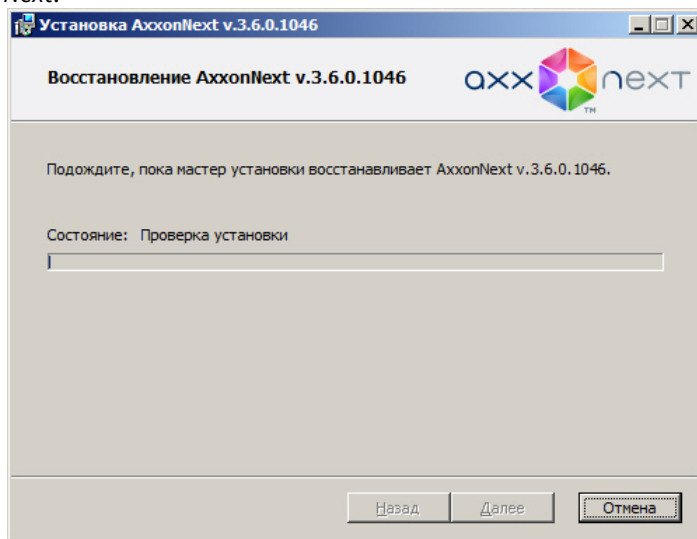 Next.
Установка AxxonNext v.3.6.0.1046
Восстановление AxxonNext v.3.6.0.1046
axx next
TM
Подождите, пока мастер установки восстанавливает AxxonNext v.3.6.0.1046.
Состояние: Проверка установки
Назад
Далее
Отмена